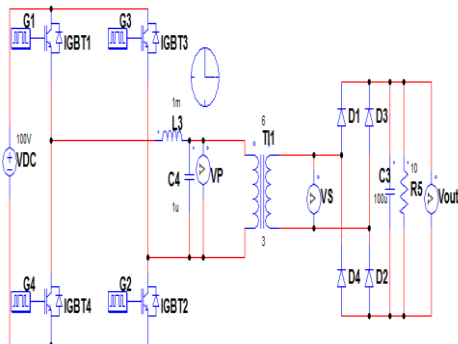 G1
G3
IGBT1
IGBT3
1m
L3
6
TI1
D1
D3
100V
VDC
C4
VP
VS
C3
10
R5
Vout
100u
1u
3
G4
G2
D4
D2
IGBT4
IGBT2